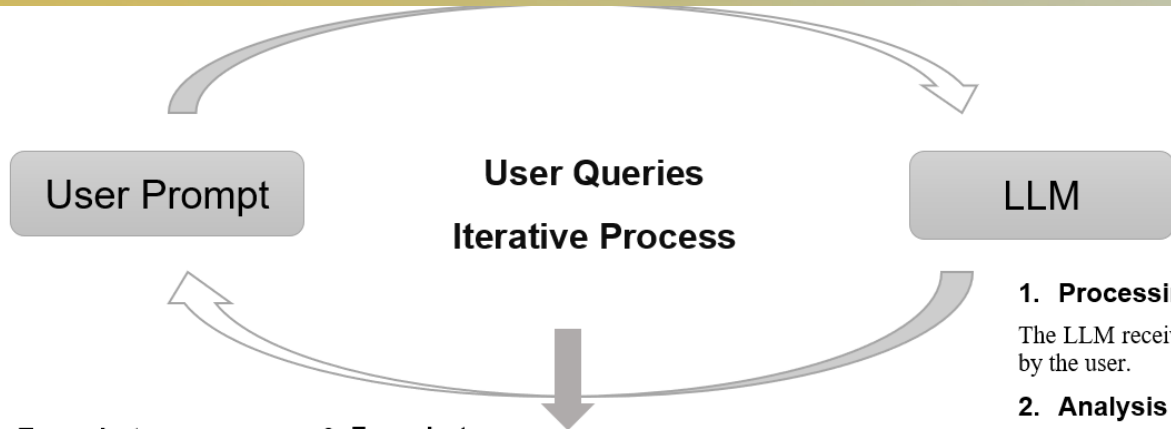 User Prompt
User Queries
Iterative Process
LLM
1. Processi
The LLM recei
by the user.
2. Analysis